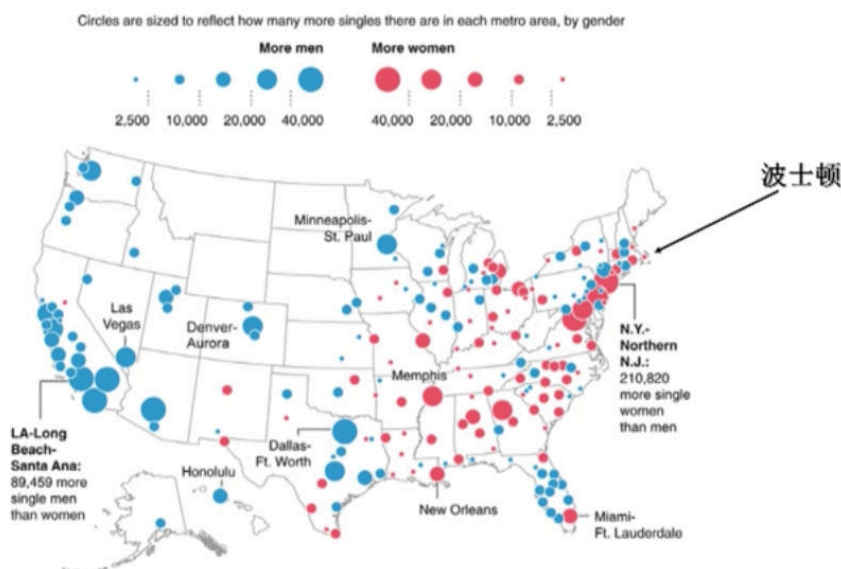 Circles are sized to reflect how many more singles there are in each metro area, by gender
More men More women
2,500 10,000 20,000 40,000 40,000 20,000 10,000 2,500
波士顿
Minneapolis-
St. Paul
Las
Vegas
Denver-
Aurora
N.Y.-
Northern
N.J.:
210,820
more single
women
than men
Memphis
LA-Long
Beach-
Santa Ana:
89,459 more
single men
than women
Dallas-
Ft. Worth
Honolulu
New Orleans
Miami-
Ft. Lauderdale